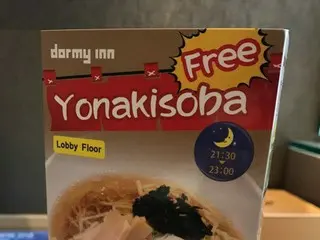 dormy inn
Free
Yonakisoba
Lobby Floor
21:30
23:00